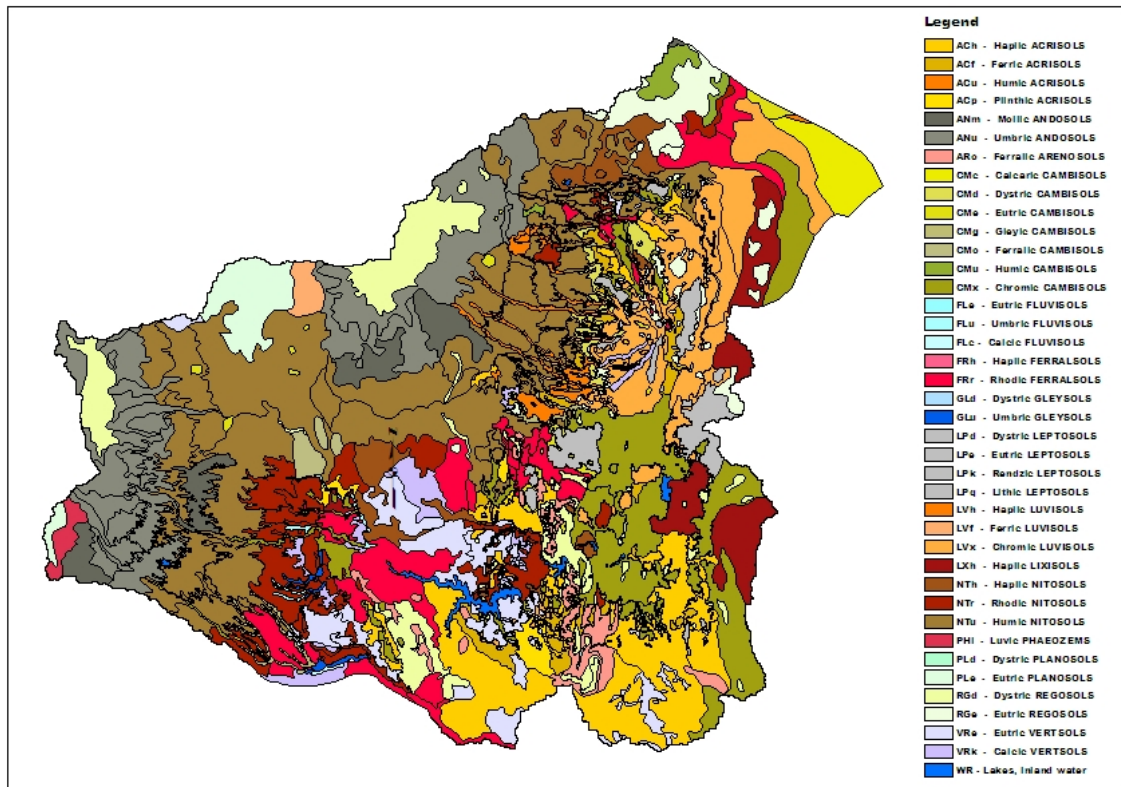 Legend
ACh - Haplic ACRISOLS
ACf - Ferric ACRISOLS
ACu - Humic ACRISOLS
ACp - Plinthic ACRISOLS
ANm - Mollic ANDOSOLS
ANu - Umbric ANDOSOLS
ARo - Ferralic ARENOSOLS
CMc - Calcaric CAMBISOLS
CMd - Dystric CAMBISOLS
CMe - Eutric CAMBISOLS
CMg - Gleyic CAMBISOLS
CMo - Ferralic CAMBISOLS
CMu - Humic CAMBISOLS
CMx - Chromic CAMBISOLS
FLe - Eutric FLUVISOLS
FLu - Umbric FLUVISOLS
FLc - Calcic FLUVISOLS
FRh - Haplic FERRALSOLS
FRr - Rhodic FERRALSOLS
GLd - Dystric GLEYSOLS
GLu - Umbric GLEYSOLS
LPd - Dystric LEPTOSOLS
LPe - Eutric LEPTOSOLS
LPk - Rendzic LEPTOSOLS
LPq - Lithic LEPTOSOLS
LVh - Haplic LUVISOLS
LVf - Ferric LUVISOLS
LVx - Chromic LUVISOLS
LXh - Haplic LIXISOLS
NTh - Haplic NITOSOLS
NTr - Rhodic NITOSOLS
NTu - Humic NITOSOLS
PHl - Luvic PHAEOZEMS
PLd - Dystric PLANOSOLS
PLe - Eutric PLANOSOLS
RGd - Dystric REGOSOLS
RGe - Eutric REGOSOLS
VRe - Eutric VERTSOLS
VRk - Calcic VERTSOLS
WR - Lakes, Inland water